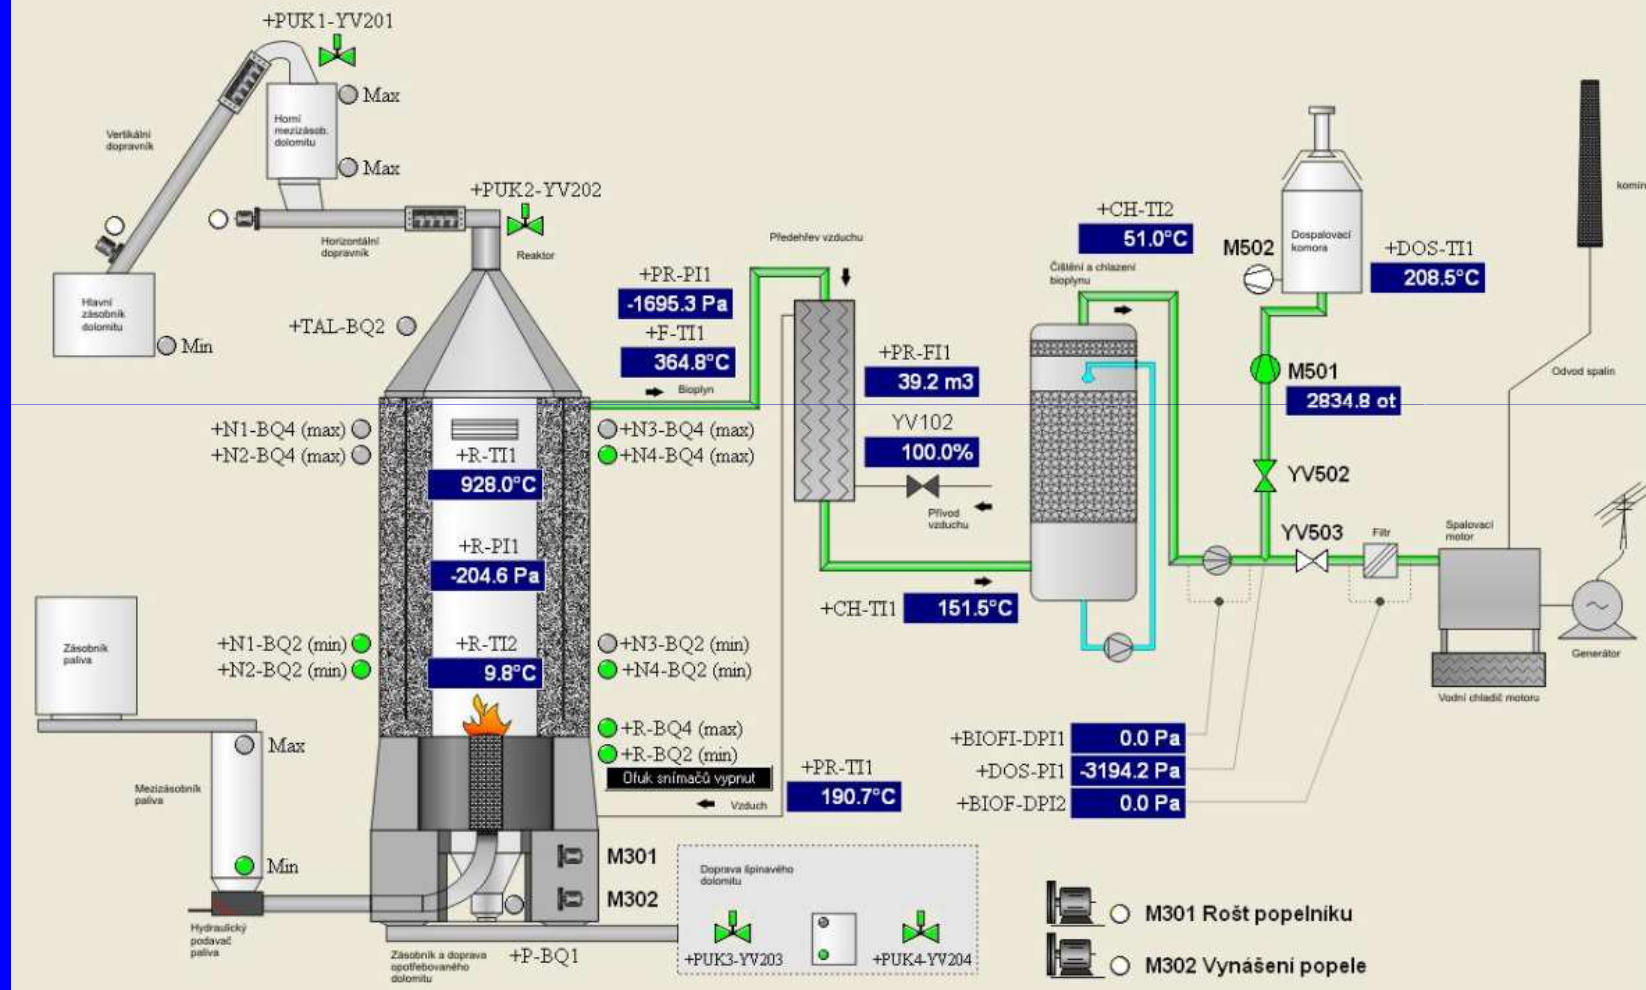 +PUK1-YV201
Max
Horní
mezizásob.
dolomitu
Vertikální
dopravník
Max
+PUK2-YV202
Horizontální
dopravník
Reaktor
Hlavní
zásobník
dolomitu
Min
+TAL-BQ2
+PR-PI1
-1695.3 Pa
+F-TI1
364.8°C
Bioplyn
Předehřev vzduchu
+PR-FI1
39.2 m3
YV102
100.0%
Přívod
vzduchu
+CH-TI2
51.0°C
Čištění a chlazení
bioplynu
M502
Dospalovací
komora
+DOS-TI1
208.5°C
komín
Odvod spalin
M501
2834.8 ot
YV502
YV503
Filtr
Spalovací
motor
Generátor
Vodní chladič motoru
+N1-BQ4 (max)
+N2-BQ4 (max)
+R-TI1
928.0°C
+N3-BQ4 (max)
+N4-BQ4 (max)
+R-PI1
-204.6 Pa
+CH-TI1
151.5°C
+N1-BQ2 (min)
+N2-BQ2 (min)
+R-TI2
9.8°C
+N3-BQ2 (min)
+N4-BQ2 (min)
+R-BQ4 (max)
+R-BQ2 (min)
Ofuk snímačů vypnut
Vzduch
+PR-TI1
190.7°C
+BIOFI-DPI1
0.0 Pa
+DOS-PI1
-3194.2 Pa
+BIOF-DPI2
0.0 Pa
Zásobník
paliva
Max
Mezizásobník
paliva
Min
Hydraulický
podavač
paliva
M301
M302
Zásobník a doprava
opotřebovaného
dolomitu
+P-BQ1
Doprava špinavého
dolomitu
+PUK3-YV203
+PUK4-YV204
M301 Rošt popelníku
M302 Vynášení popele